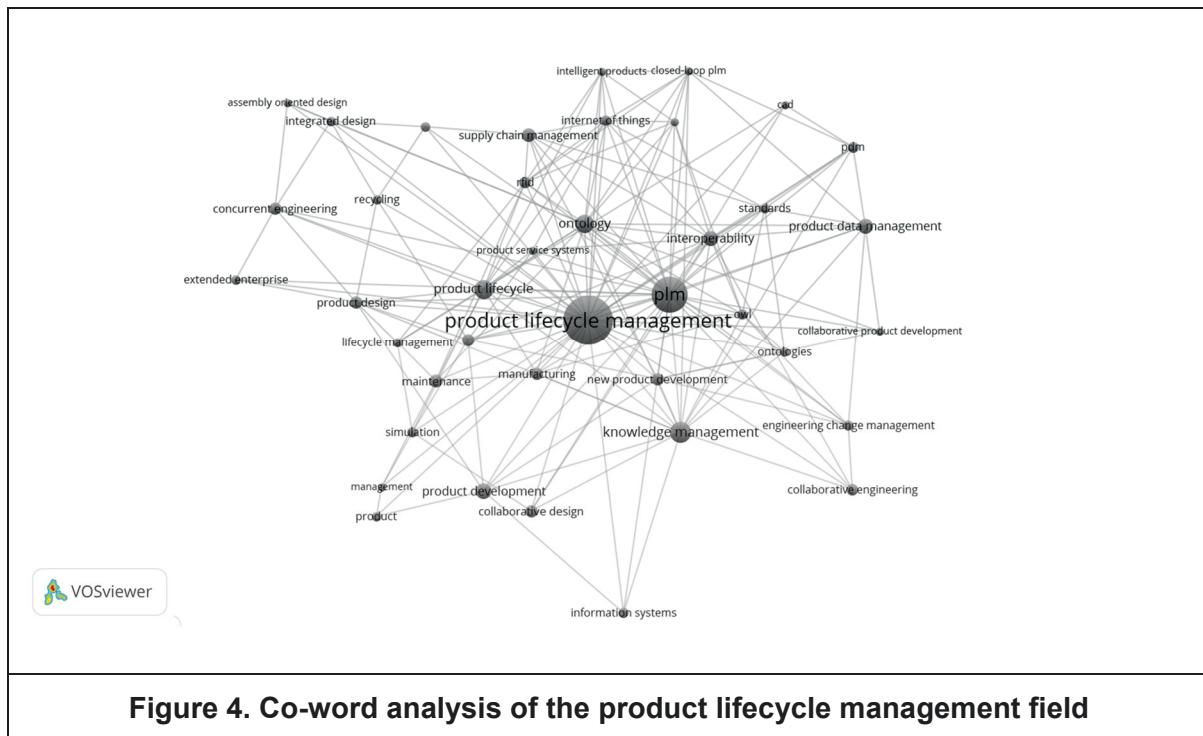 intelligent products
closed-loop plm
assembly oriented design
cad
integrated design
internet of things
supply chain management
pdm
rfid
recycling
concurrent engineering
standards
ontology
product data management
interoperability
product service systems
extended enterprise
product lifecycle
plm
product design
owl
product lifecycle management
collaborative product development
lifecycle management
ontologies
manufacturing
new product development
maintenance
engineering change management
simulation
knowledge management
management
product development
collaborative engineering
collaborative design
product
VOSviewer
information systems
Figure 4. Co-word analysis of the product lifecycle management field